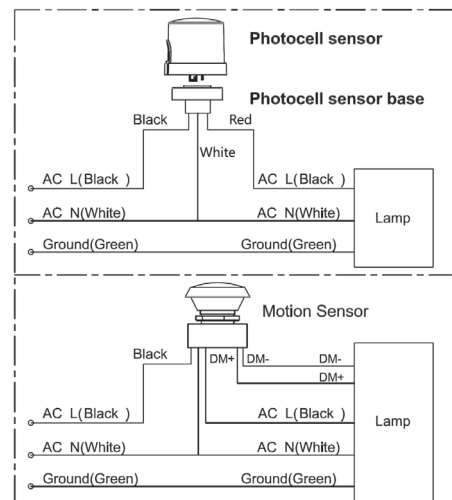 Photocell sensor
Photocell sensor base
Black
Red
White
AC L(Black )
AC L(Black )
AC N(White)
AC N(White)
Lamp
Ground(Green)
Ground(Green)
Motion Sensor
Black
DM+
DM-
DM-
DM+
AC L(Black )
AC L(Black )
Lamp
AC N(White)
AC N(White)
Ground(Green)
Ground(Green)